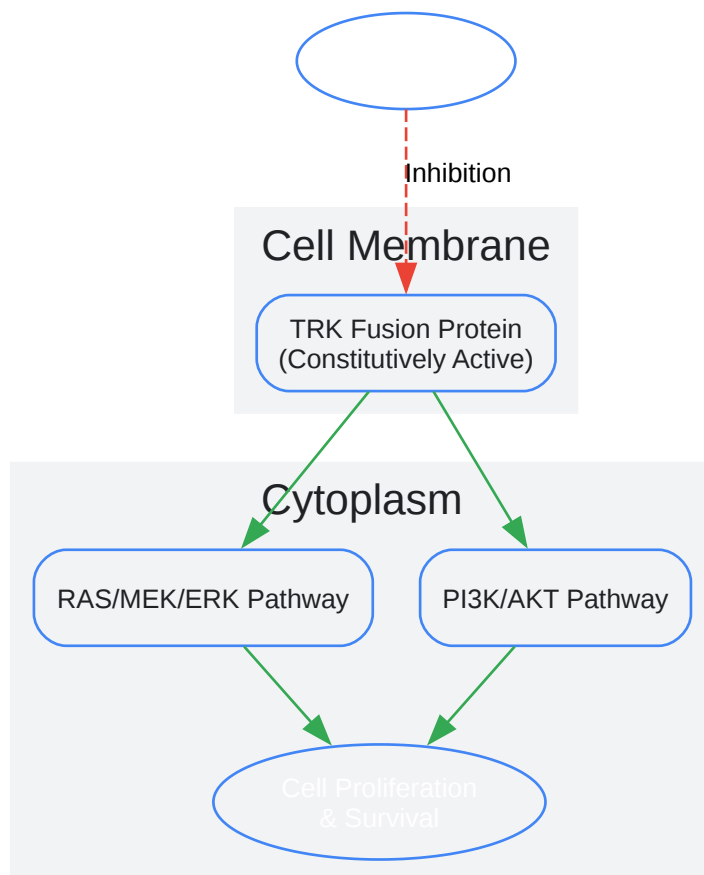 Inhibition
Cell Membrane
TRK Fusion Protein
(Constitutively Active)
Cytoplasm
RAS/MEK/ERK Pathway
PI3K/AKT Pathway
Cell Proliferation
& Survival